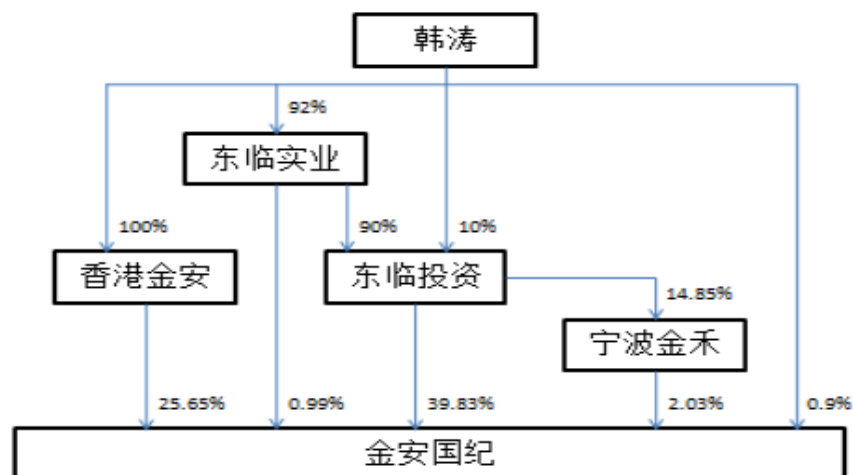 韩涛
92%
东临实业
100%
90%
10%
香港金安
东临投资
14.85%
宁波金禾
25.65%
0.99%
39.83%
2.03%
0.9%
金安国纪